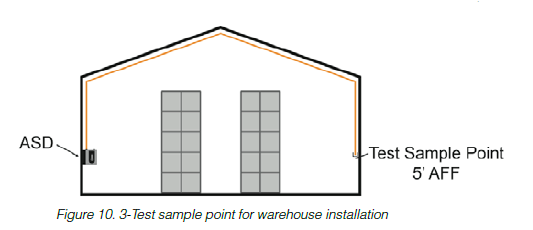 ASD
Test Sample Point
5' AFF
Figure 10. 3-Test sample point for warehouse installation